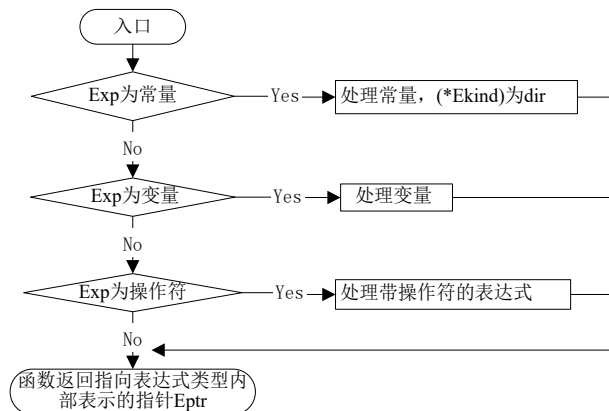 入口
Exp为常量
Yes
处理常量，(*Ekind)为dir
No
Exp为变量
Yes
处理变量
No
Exp为操作符
Yes
处理带操作符的表达式
No
函数返回指向表达式类型内
部表示的指针Eptr